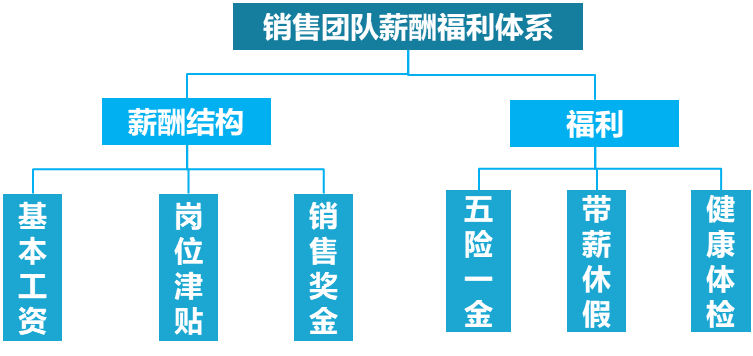 销售团队薪酬福利体系
薪酬结构
福利
基本工资
岗位津贴
销售奖金
五险一金
带薪休假
健康体检